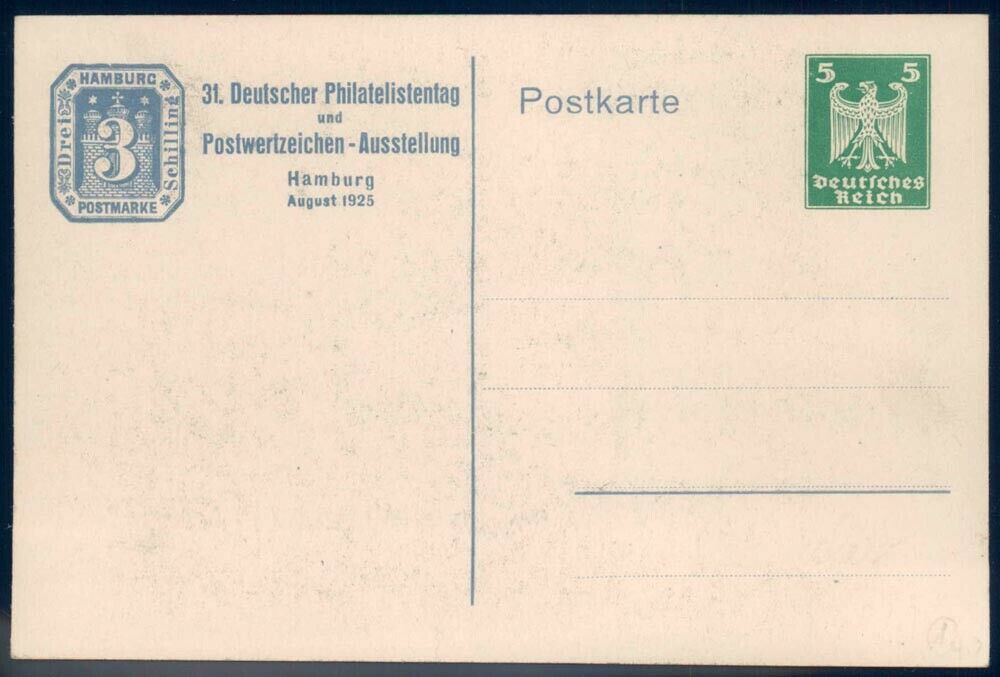 HAMBURG
Drei
3
Schilling
POSTMARKE
31. Deutscher Philatelistentag
und
Postwertzeichen-Ausstellung
Hamburg
August 1925
Postkarte
5 5
Deutsches
Reich